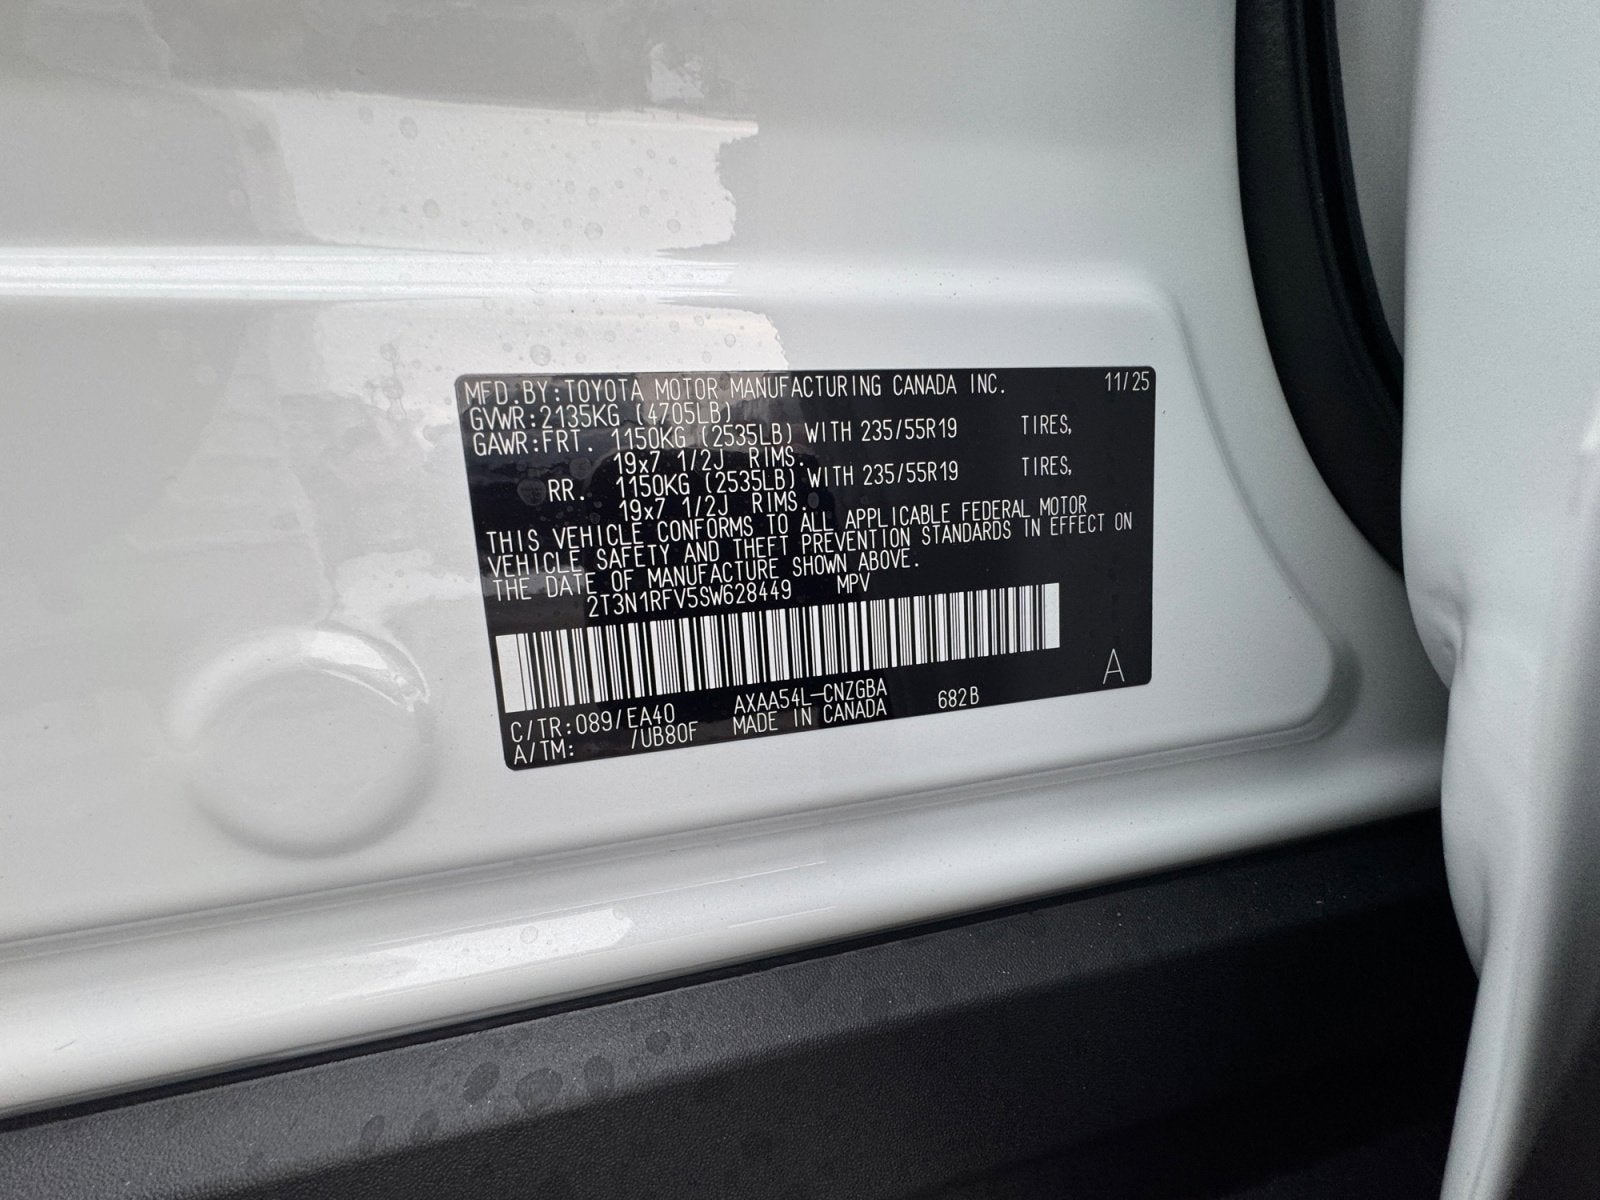 MFD.BY:TOYOTA MOTOR MANUFACTURING CANADA INC. 11/25
GVWR:2135KG (4705LB)
GAWR:FRT. 1150KG (2535LB) WITH 235/55R19 TIRES,
19x7 1/2J RIMS.
RR. 1150KG (2535LB) WITH 235/55R19 TIRES,
19x7 1/2J RIMS.
THIS VEHICLE CONFORMS TO ALL APPLICABLE FEDERAL MOTOR
VEHICLE SAFETY AND THEFT PREVENTION STANDARDS IN EFFECT ON
THE DATE OF MANUFACTURE SHOWN ABOVE.
2T3N1RFV5SW628449 MPV
A
C/TR:089/EA40 AXAA54L-CNZGBA 682B
A/TM: /UB80F MADE IN CANADA